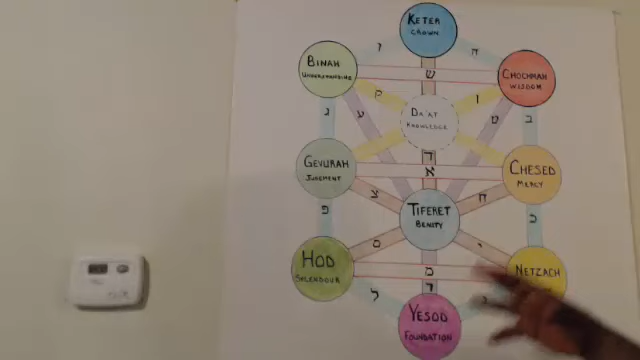 KETER
CROWN
ו
ה
BINAH
UNDERSTANDING
ש
CHOCHMAH
WISDOM
ק
ו
DA'AT
KNOWLEDGE
ג
ע
ב
ד
GEVURAH
JUDGEMENT
א
CHESED
MERCY
צ
ח
פ
TIFERET
BEAUTY
כ
ס
י
HOD
SPLENDOUR
מ
NETZACH
ר
ל
YESOD
FOUNDATION